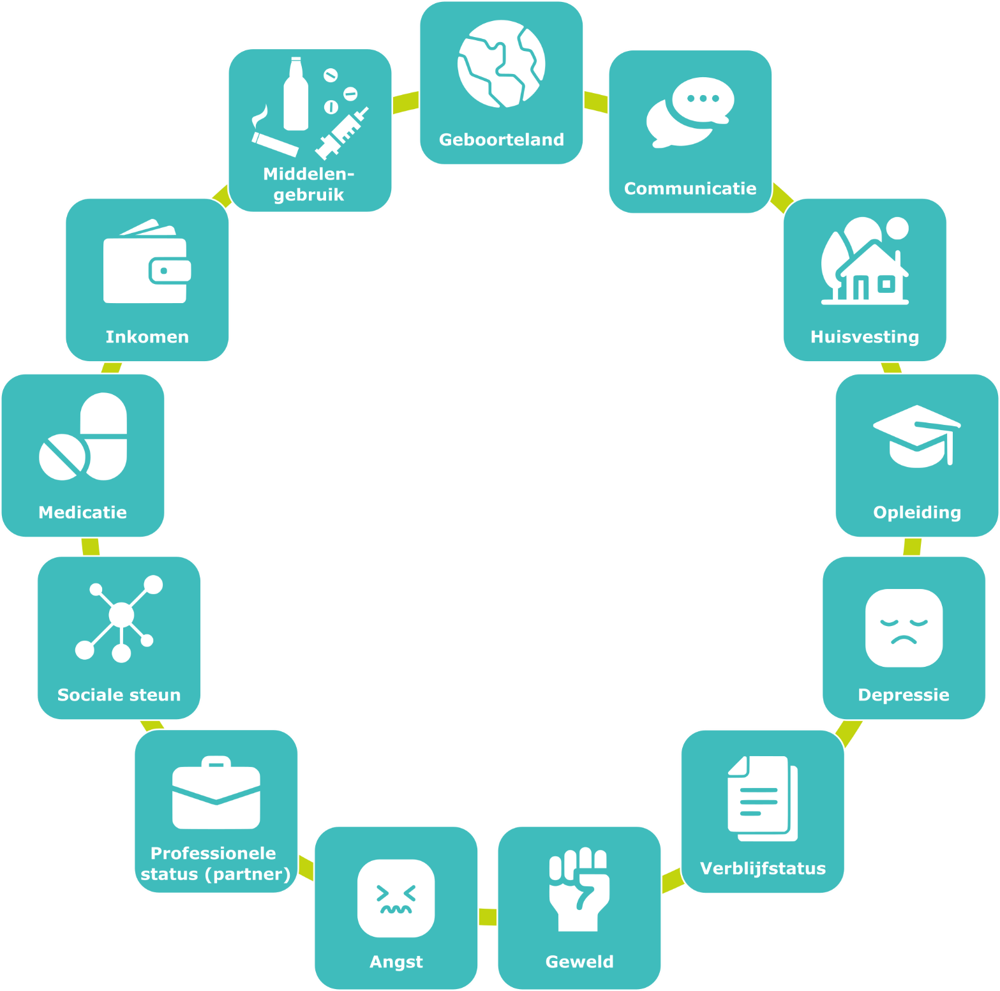 Geboorteland
Communicatie
Huisvesting
Opleiding
Depressie
Verblijfstatus
Geweld
Angst
Professionele
status (partner)
Sociale steun
Medicatie
Inkomen
Middelen-
gebruik